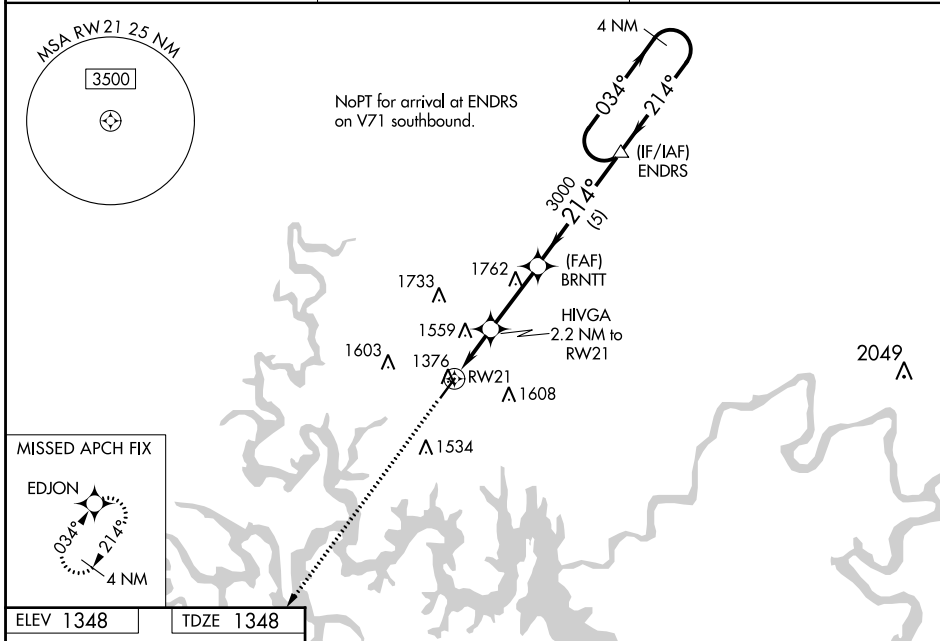 MSA RW21 25 NM
3500
NoPT for arrival at ENDRS
on V71 southbound.
4 NM
034°
214°
(IF/IAF)
ENDRS
3000
214°
(5)
(FAF)
BRNTT
1762
1733
HIVGA
2.2 NM to
RW21
1559
1603
1376
RW21
1608
2049
1534
MISSED APCH FIX
EDJON
034°
214°
4 NM
ELEV 1348
TDZE 1348